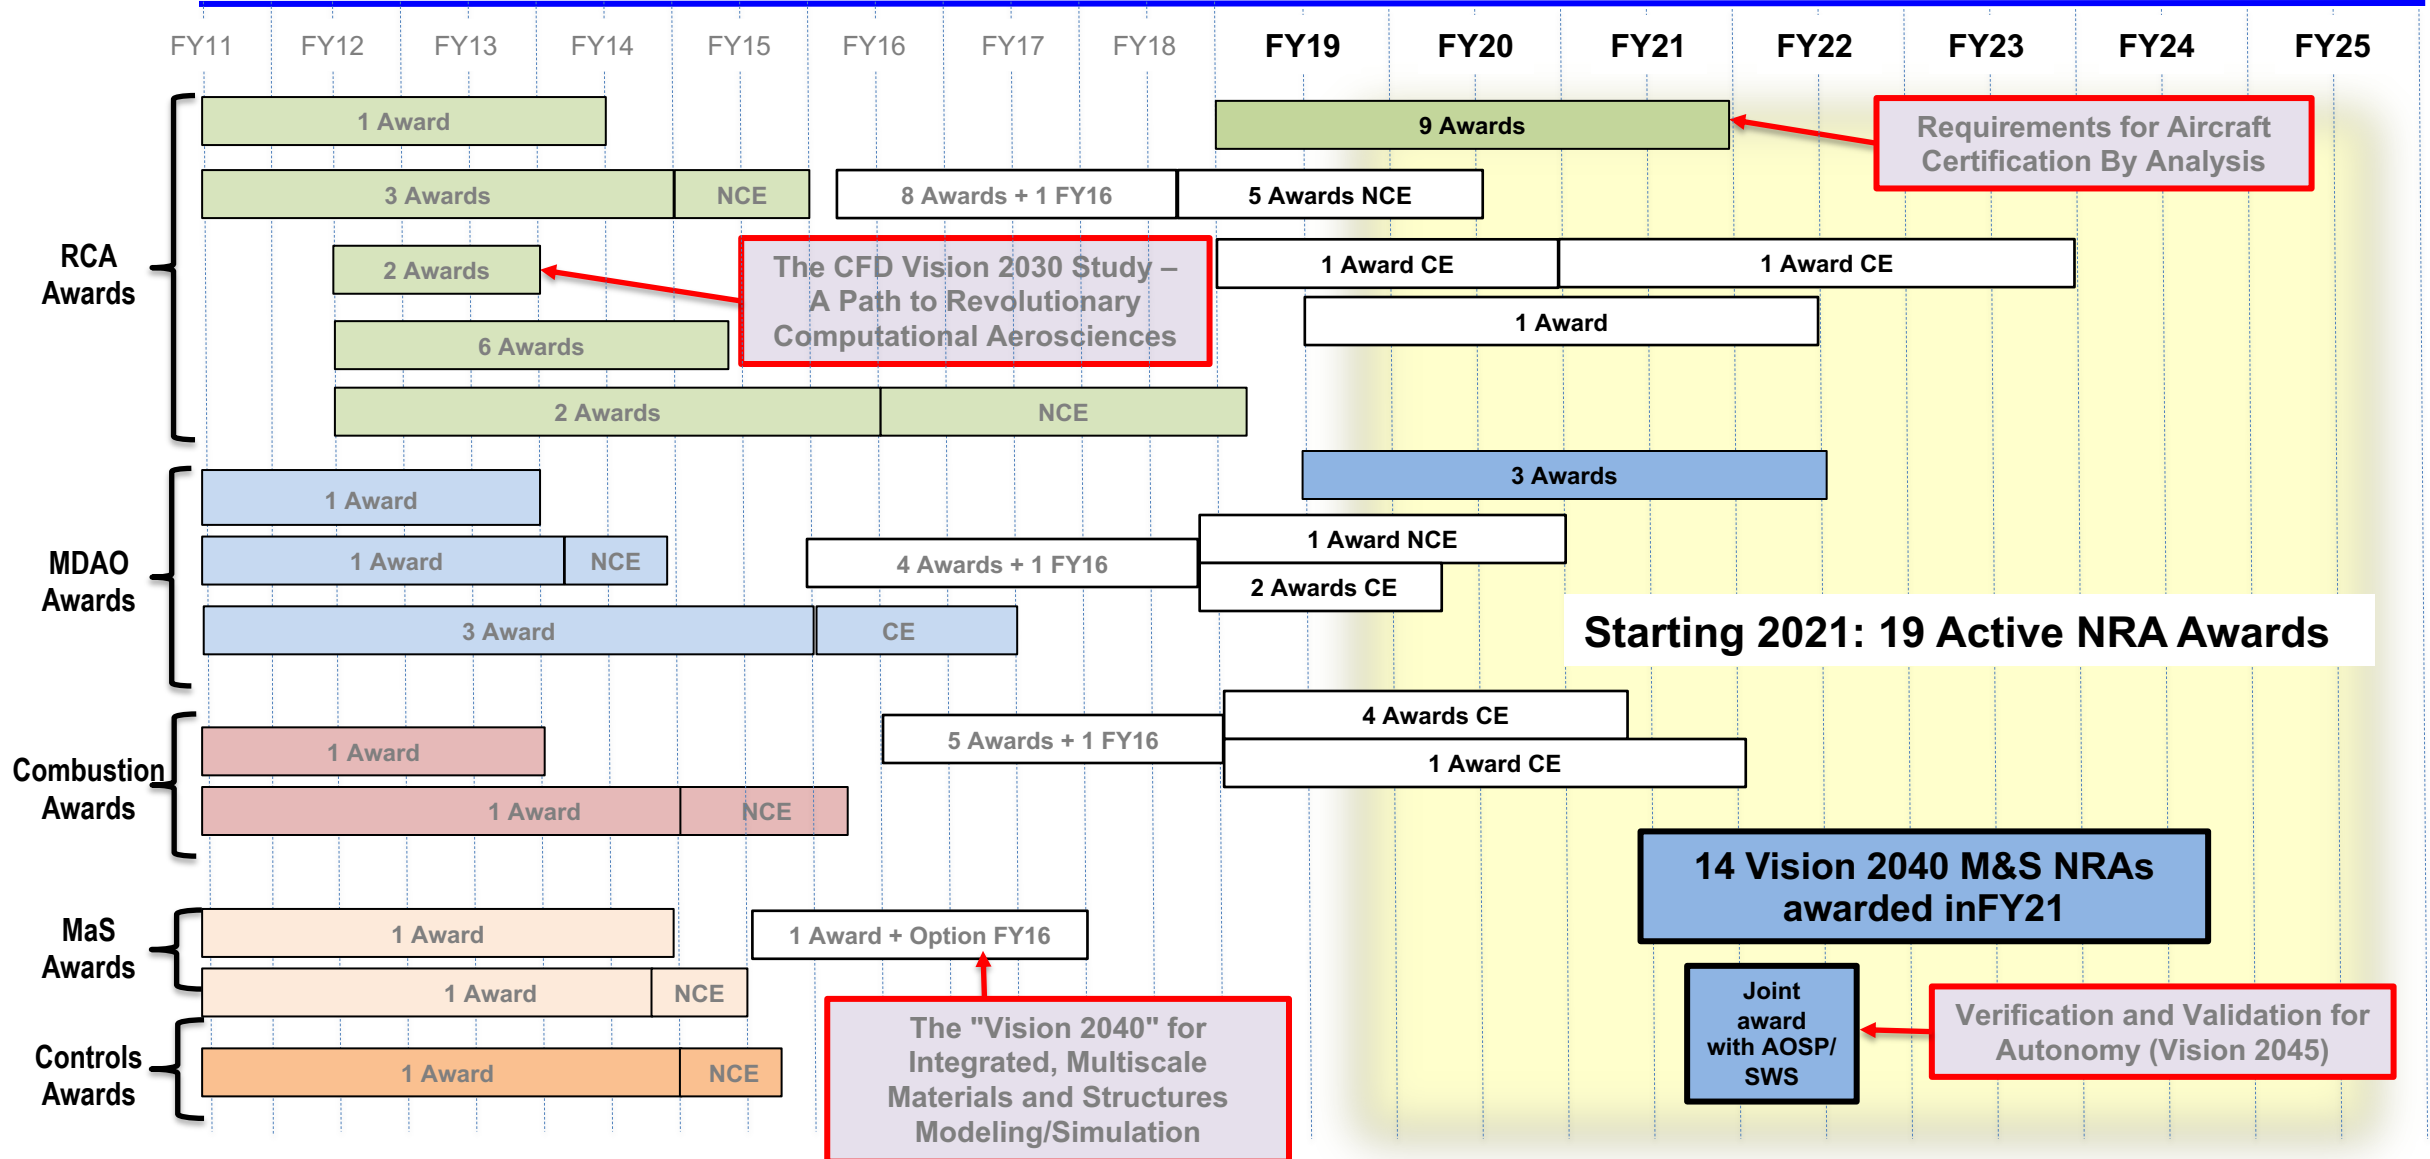 FY11 FY12 FY13 FY14 FY15 FY16 FY17 FY18 FY19 FY20 FY21 FY22 FY23 FY24 FY25
RCA
Awards
1 Award
9 Awards
Requirements for Aircraft
Certification By Analysis
3 Awards
NCE
8 Awards + 1 FY16
5 Awards NCE
2 Awards
The CFD Vision 2030 Study –
A Path to Revolutionary
Computational Aerosciences
1 Award CE
1 Award CE
6 Awards
1 Award
2 Awards
NCE
MDAO
Awards
1 Award
3 Awards
1 Award
NCE
4 Awards + 1 FY16
1 Award NCE
2 Awards CE
3 Award
CE
Starting 2021: 19 Active NRA Awards
Combustion
Awards
1 Award
5 Awards + 1 FY16
4 Awards CE
1 Award CE
1 Award
NCE
14 Vision 2040 M&S NRAs
awarded inFY21
MaS
Awards
1 Award
1 Award + Option FY16
1 Award
NCE
The "Vision 2040" for
Integrated, Multiscale
Materials and Structures
Modeling/Simulation
Joint
award
with AOSP/
SWS
Verification and Validation for
Autonomy (Vision 2045)
Controls
Awards
1 Award
NCE